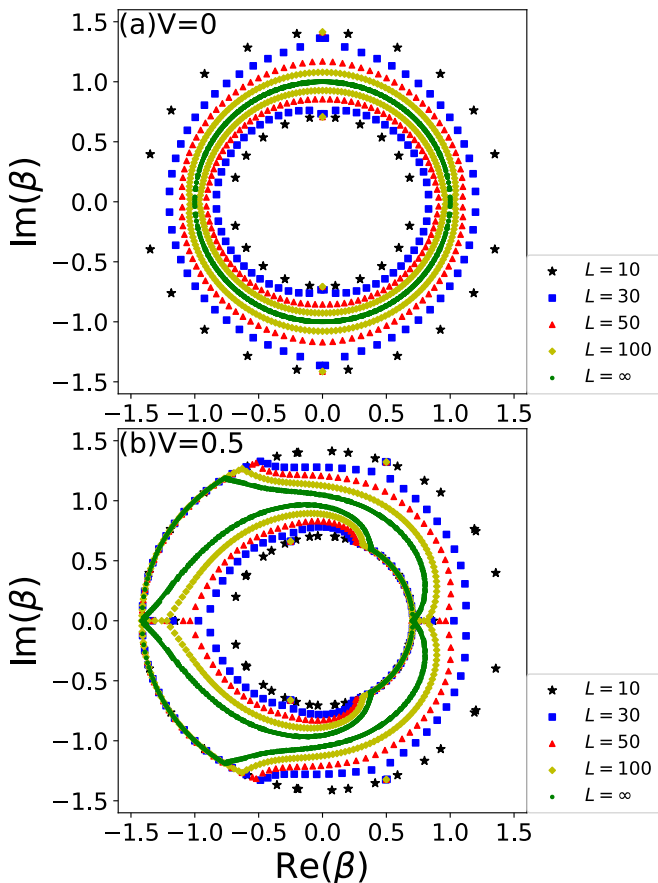 (a)V=0
Im(β)
1.5
1.0
0.5
0.0
−0.5
−1.0
−1.5
−1.5 −1.0 −0.5 0.0 0.5 1.0 1.5
L = 10
L = 30
L = 50
L = 100
L = ∞
(b)V=0.5
Im(β)
1.5
1.0
0.5
0.0
−0.5
−1.0
−1.5
−1.5 −1.0 −0.5 0.0 0.5 1.0 1.5
Re(β)
L = 10
L = 30
L = 50
L = 100
L = ∞